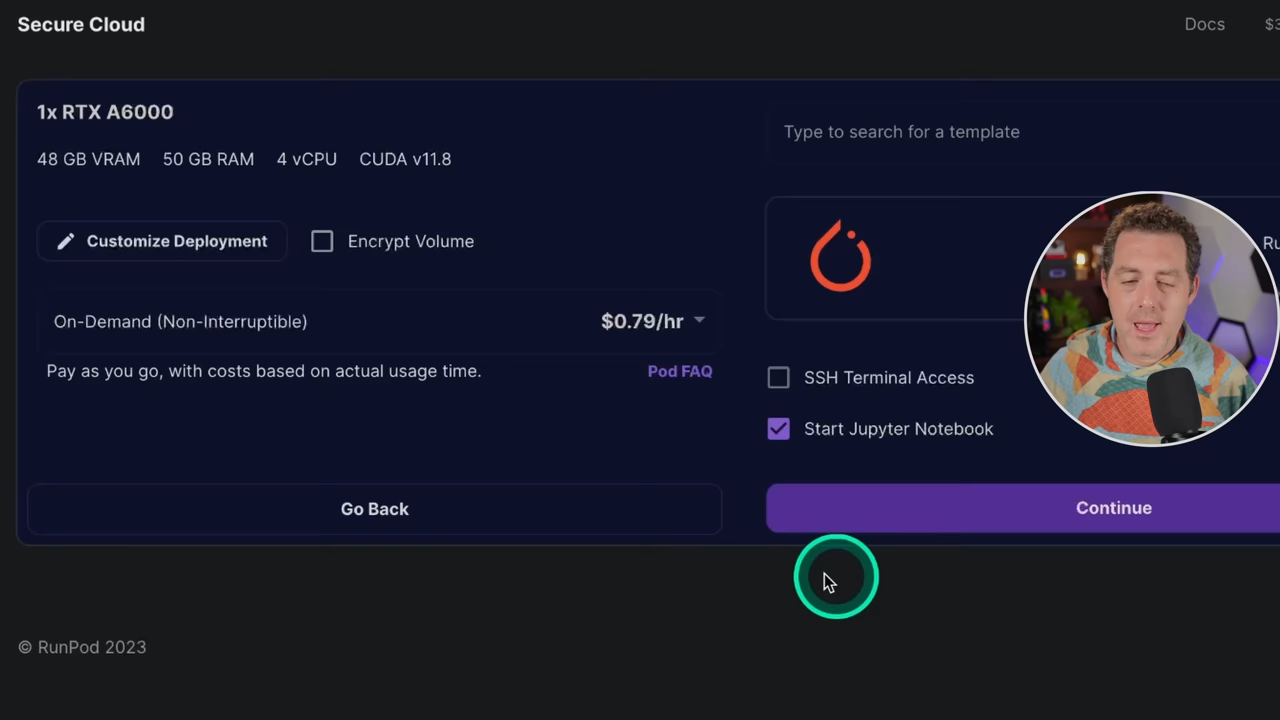 Secure Cloud
Docs
$3
1x RTX A6000
48 GB VRAM 50 GB RAM 4 vCPU CUDA v11.8
Customize Deployment
Encrypt Volume
On-Demand (Non-Interruptible)
$0.79/hr
Pay as you go, with costs based on actual usage time.
Pod FAQ
Go Back
Type to search for a template
Ru
SSH Terminal Access
Start Jupyter Notebook
Continue
© RunPod 2023